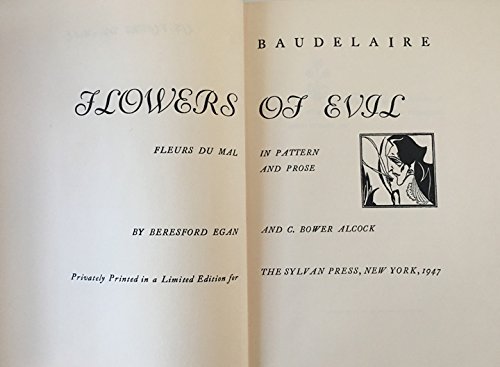 BAUDELAIRE
FLOWERS OF EVIL
FLEURS DU MAL IN PATTERN
AND PROSE
BY BERESFORD EGAN AND C. BOWER ALCOCK
Privately Printed in a Limited Edition for THE SYLVAN PRESS, NEW YORK, 1947